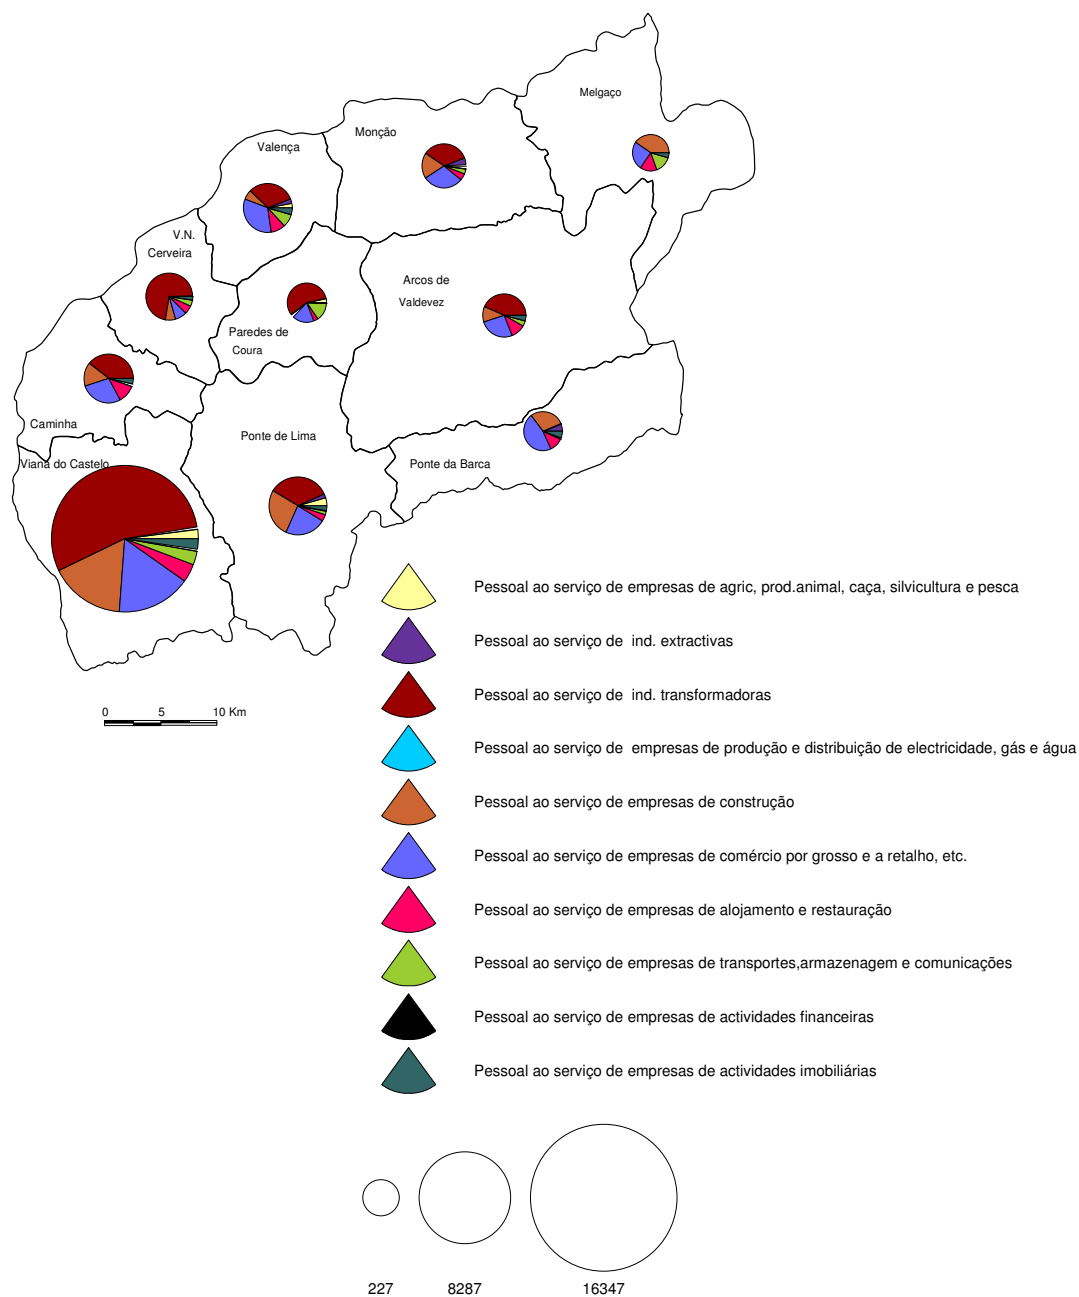 Melgaço
Monção
Valença
V.N.
Cerveira
Arcos de
Valdevez
Paredes de
Coura
Caminha
Ponte de Lima
Viana do Castelo
Ponte da Barca
0 5 10 Km
Pessoal ao serviço de empresas de agric, prod.animal, caça, silvicultura e pesca
Pessoal ao serviço de  ind. extractivas
Pessoal ao serviço de  ind. transformadoras
Pessoal ao serviço de  empresas de produção e distribuição de electricidade, gás e água
Pessoal ao serviço de empresas de construção
Pessoal ao serviço de empresas de comércio por grosso e a retalho, etc.
Pessoal ao serviço de empresas de alojamento e restauração
Pessoal ao serviço de empresas de transportes,armazenagem e comunicações
Pessoal ao serviço de empresas de actividades financeiras
Pessoal ao serviço de empresas de actividades imobiliárias
227 8287 16347